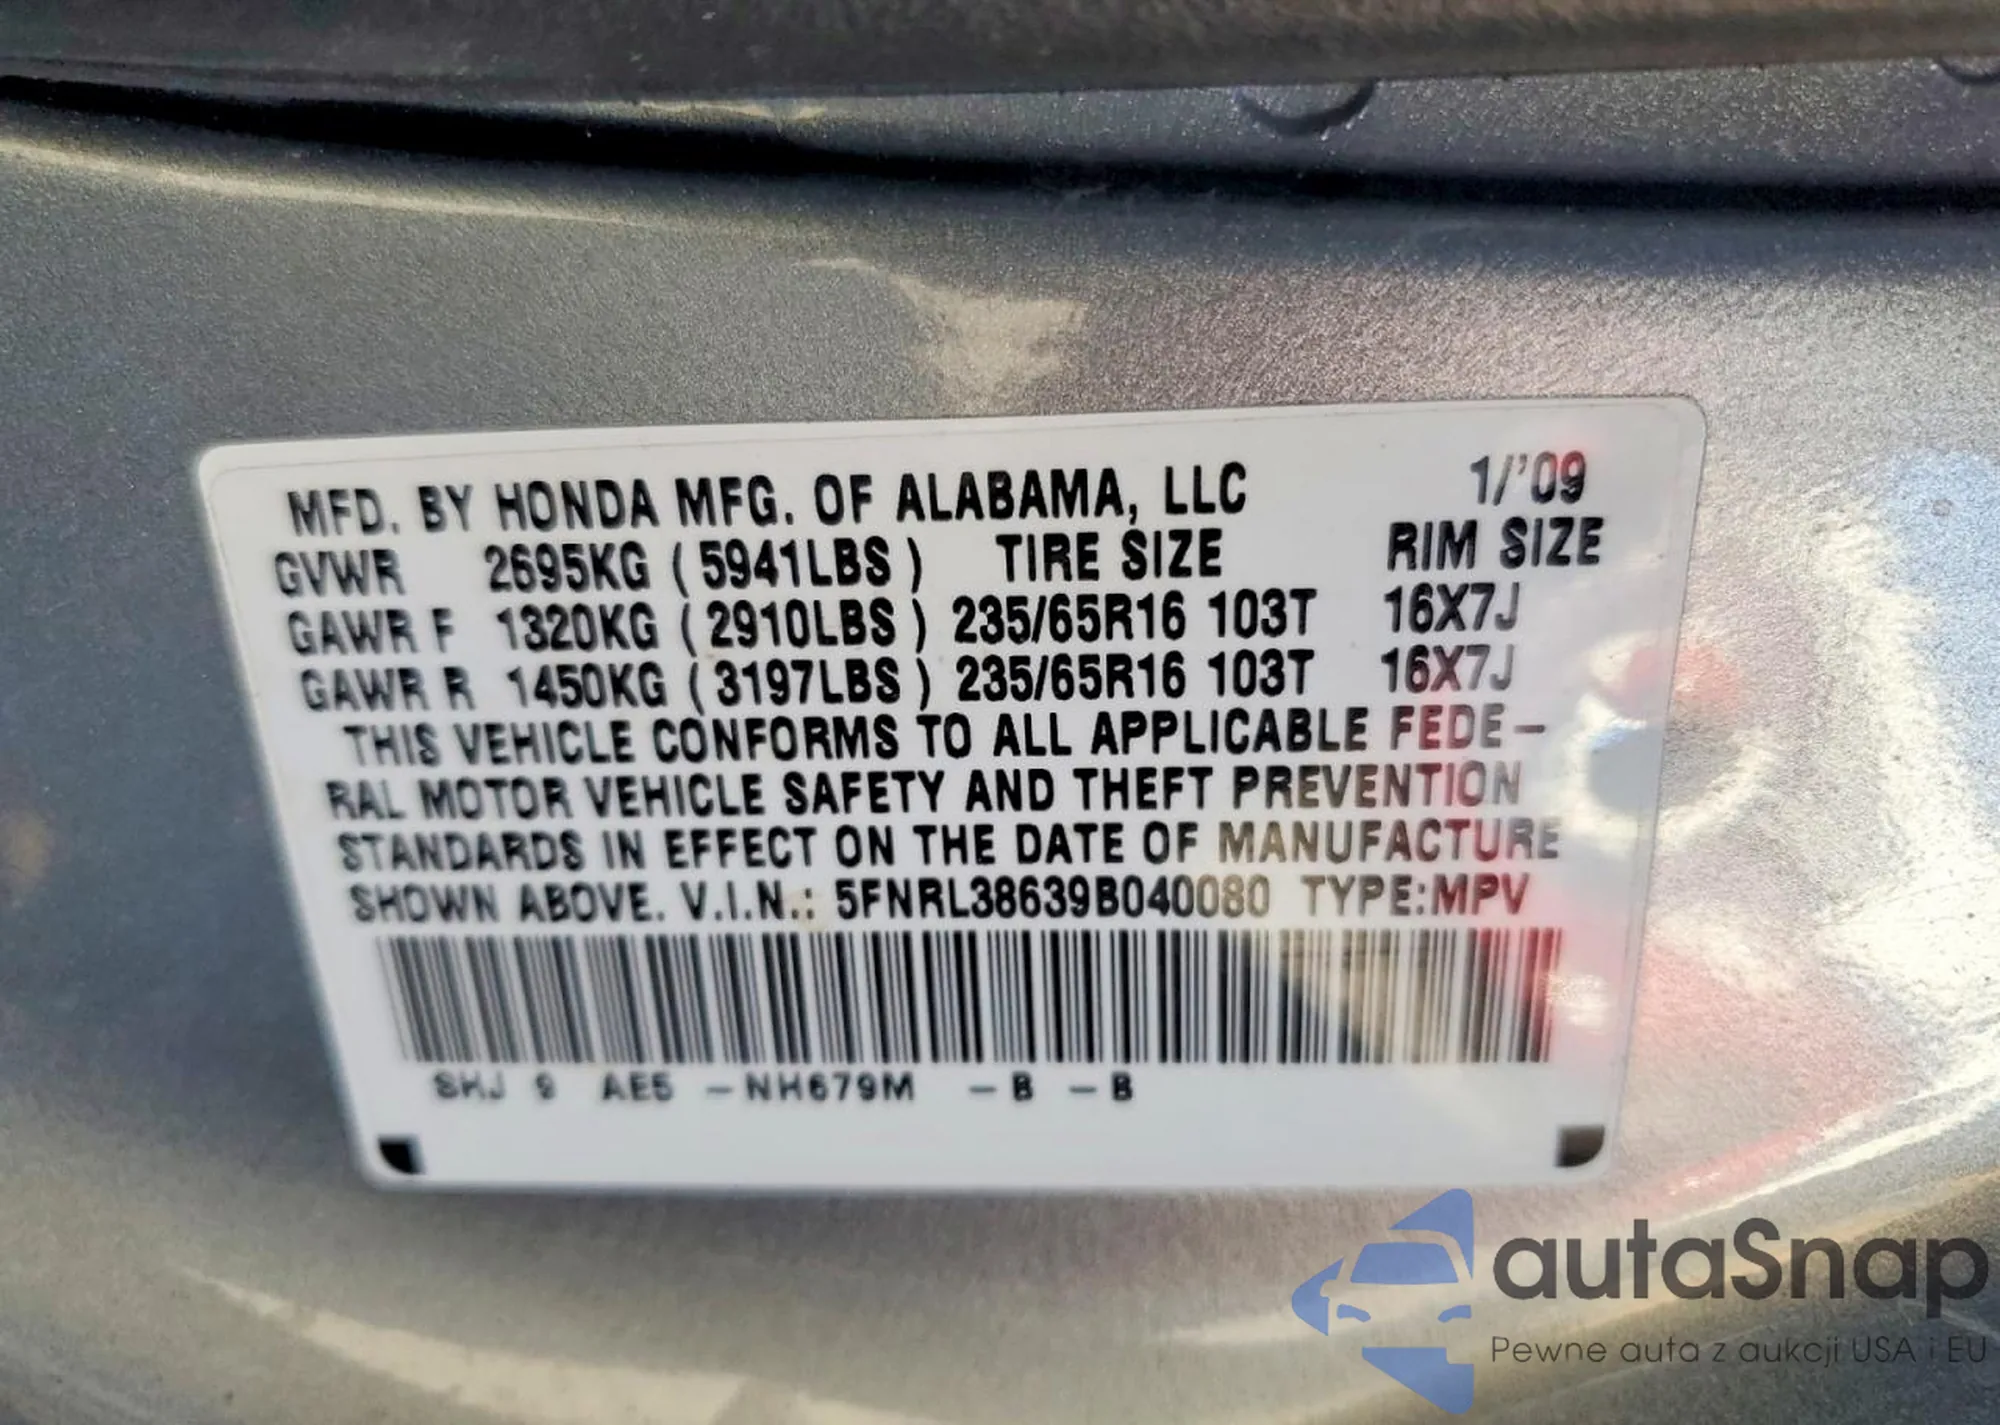 MFD. BY HONDA MFG. OF ALABAMA, LLC 1/'09
GVWR 2695KG ( 5941LBS ) TIRE SIZE RIM SIZE
GAWR F 1320KG ( 2910LBS ) 235/65R16 103T 16X7J
GAWR R 1450KG ( 3197LBS ) 235/65R16 103T 16X7J
THIS VEHICLE CONFORMS TO ALL APPLICABLE FEDE-
RAL MOTOR VEHICLE SAFETY AND THEFT PREVENTION
STANDARDS IN EFFECT ON THE DATE OF MANUFACTURE
SHOWN ABOVE. V.I.N.: 5FNRL38639B040080 TYPE:MPV
SHJ 9 AE5 -NH679M -B -B
autaSnap
Pewne auta z aukcji USA i EU